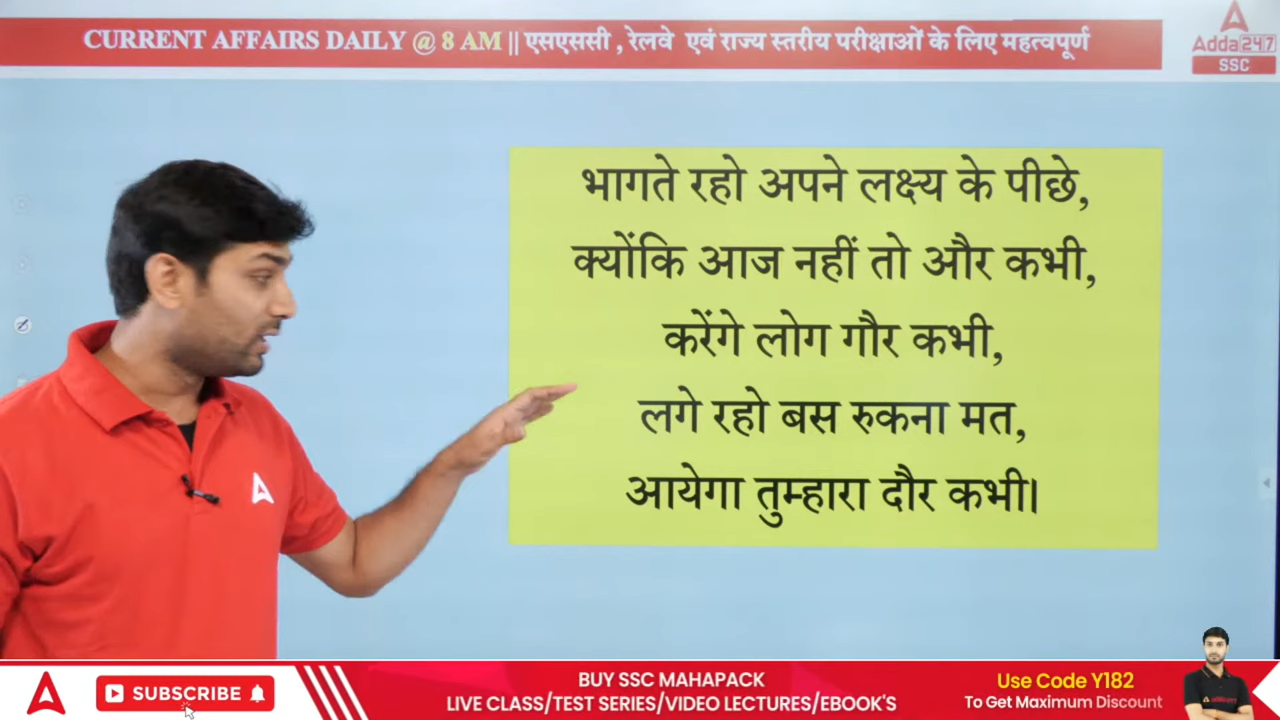 CURRENT AFFAIRS DAILY @ 8 AM || एसएससी , रेलवे एवं राज्य स्तरीय परीक्षाओं के लिए महत्वपूर्ण
Adda247
SSC
भागते रहो अपने लक्ष्य के पीछे,
क्योंकि आज नहीं तो और कभी,
करेंगे लोग गौर कभी,
लगे रहो बस रुकना मत,
आयेगा तुम्हारा दौर कभी।
SUBSCRIBE
BUY SSC MAHAPACK
LIVE CLASS/TEST SERIES/VIDEO LECTURES/EBOOK'S
Use Code Y182
To Get Maximum Discount